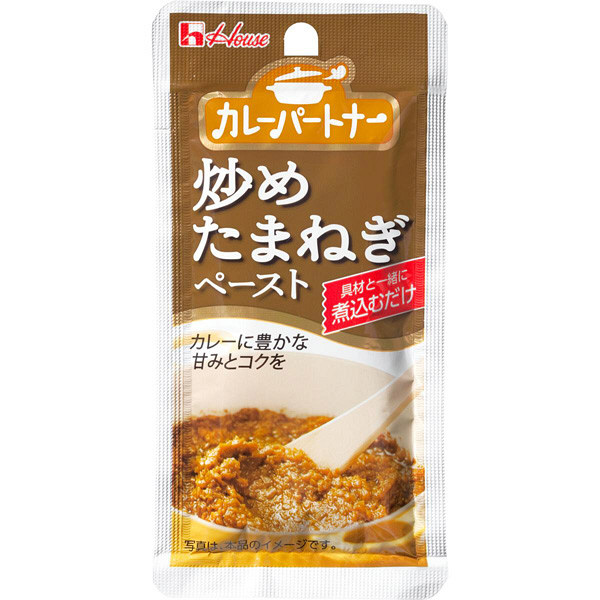 House
カレーパートナー
炒め
たまねぎ
ペースト
具材と一緒に
煮込むだけ
カレーに豊かな
甘みとコクを
写真は、本品のイメージです。